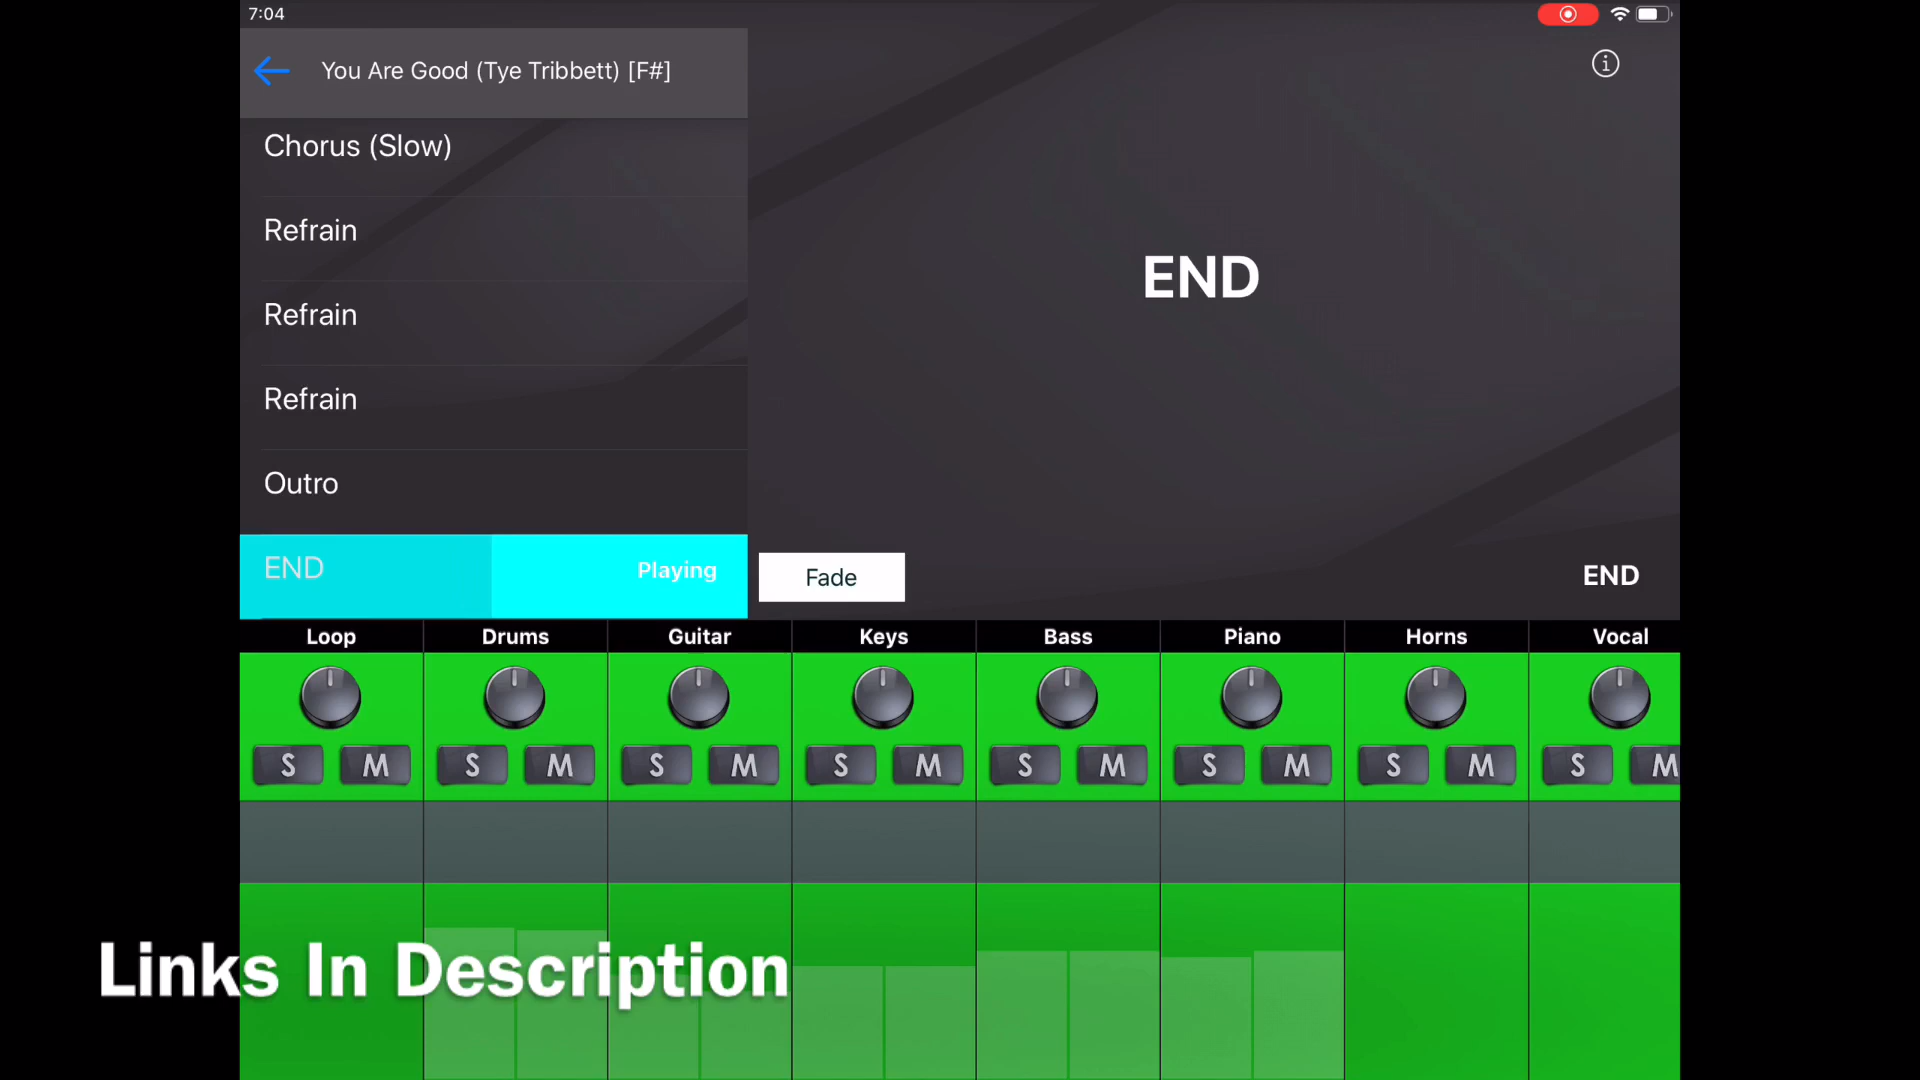 7:04
You Are Good (Tye Tribbett) [F#]
Chorus (Slow)
Refrain
Refrain
Refrain
Outro
END
Playing
END
Fade
END
Loop Drums Guitar Keys Bass Piano Horns Vocal
S M S M S M S M S M S M S M S M
Links In Description